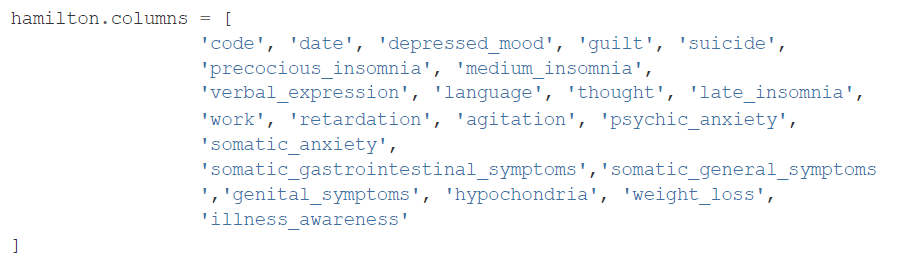 hamilton.columns = [
'code', 'date', 'depressed_mood', 'guilt', 'suicide',
'precocious_insomnia', 'medium_insomnia',
'verbal_expression', 'language', 'thought', 'late_insomnia',
'work', 'retardation', 'agitation', 'psychic_anxiety',
'somatic_anxiety',
'somatic_gastrointestinal_symptoms','somatic_general_symptoms
','genital_symptoms', 'hypochondria', 'weight_loss',
'illness_awareness'
]